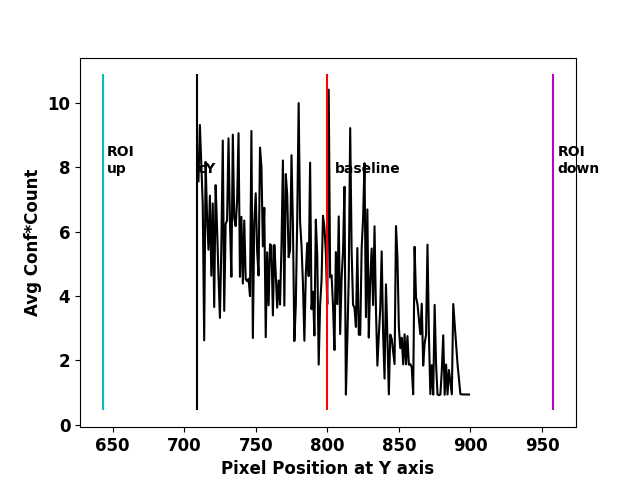 10
8
6
4
2
0
Avg Conf*Count
ROI
up
dY
baseline
ROI
down
650 700 750 800 850 900 950
Pixel Position at Y axis